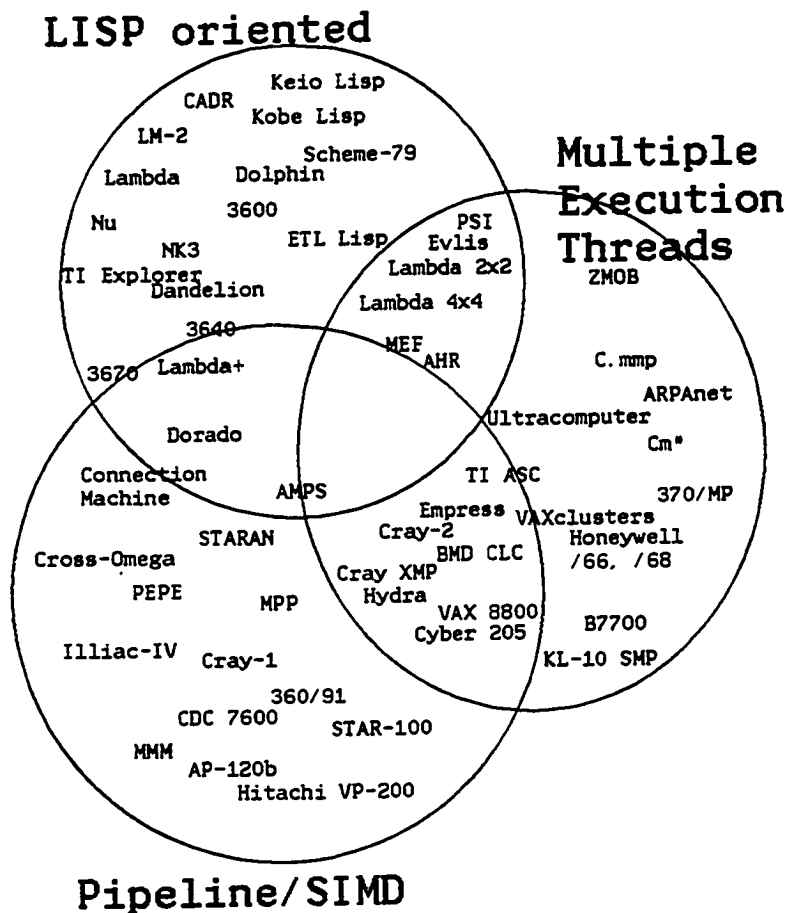 LISP oriented
Keio Lisp
CADR
Kobe Lisp
LM-2
Scheme-79
Lambda
Dolphin
3600
Nu
ETL Lisp
NK3
TI Explorer
Dandelion
3640
3670
Lambda+
Dorado
Multiple
Execution
Threads
PSI
Evlis
Lambda 2x2
Lambda 4x4
MEF
AHR
ZMOB
C.mmp
ARPAnet
Ultracomputer
Cm*
370/MP
VAXclusters
Honeywell
/66, /68
B7700
KL-10 SMP
TI ASC
Empress
Cray-2
BMD CLC
Cray XMP
Hydra
VAX 8800
Cyber 205
AMPS
Connection
Machine
STARAN
Cross-Omega
PEPE
MPP
Illiac-IV
Cray-1
360/91
CDC 7600
STAR-100
MMM
AP-120b
Hitachi VP-200
Pipeline/SIMD